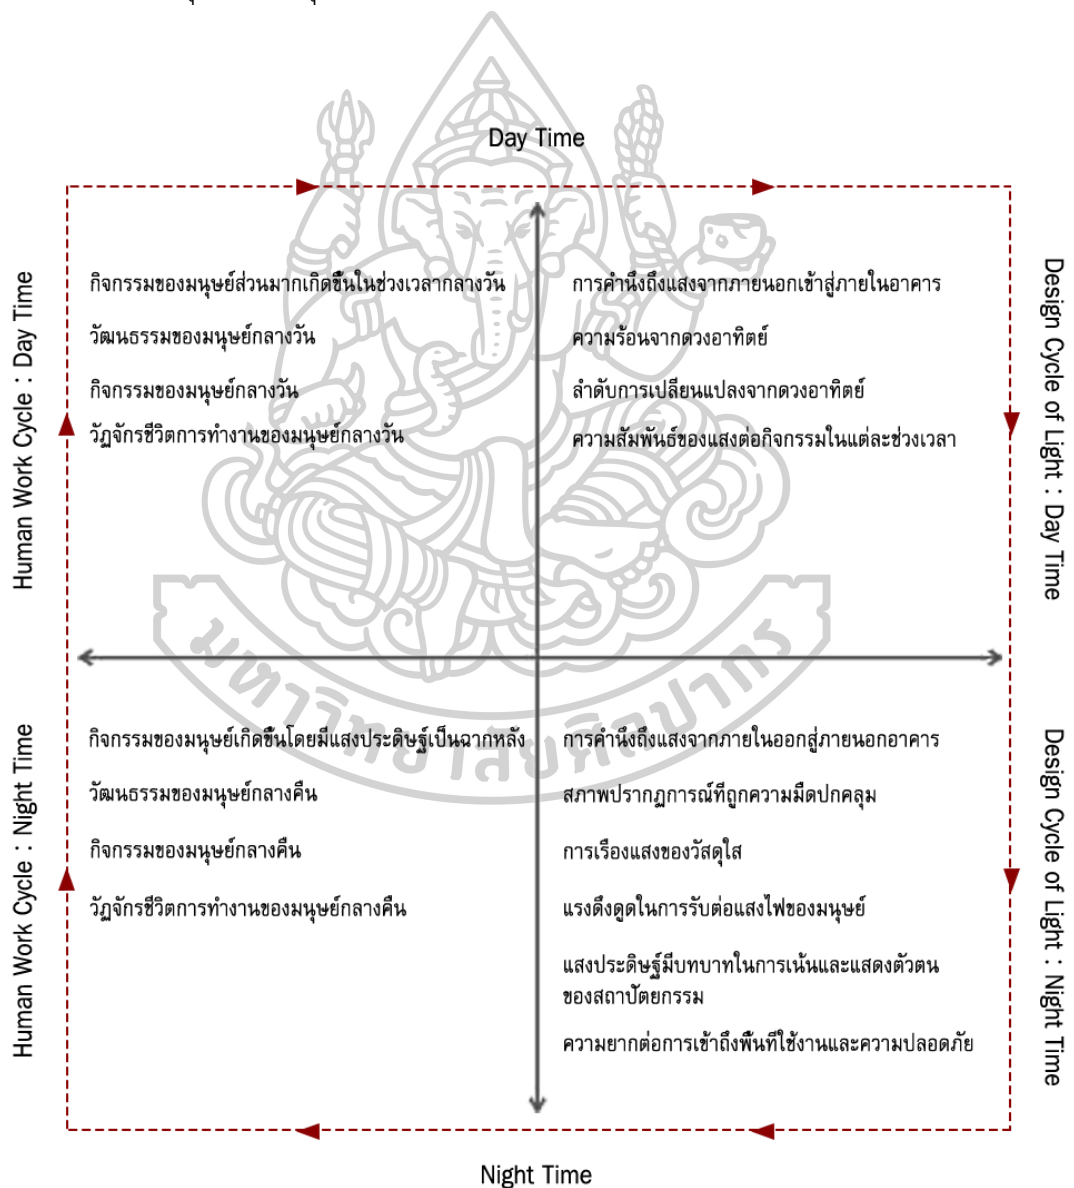 Day Time
Human Work Cycle : Day Time
กิจกรรมของมนุษย์ส่วนมากเกิดขึ้นในช่วงเวลากลางวัน
วัฒนธรรมของมนุษย์กลางวัน
กิจกรรมของมนุษย์กลางวัน
วัฏจักรชีวิตการทำงานของมนุษย์กลางวัน
การคำนึงถึงแสงจากภายนอกเข้าสู่ภายในอาคาร
ความร้อนจากดวงอาทิตย์
ลำดับการเปลี่ยนแปลงจากดวงอาทิตย์
ความสัมพันธ์ของแสงต่อกิจกรรมในแต่ละช่วงเวลา
Design Cycle of Light : Day Time
มหาวิทยาลัยศิลปากร
Human Work Cycle : Night Time
กิจกรรมของมนุษย์เกิดขึ้นโดยมีแสงประดิษฐ์เป็นฉากหลัง
วัฒนธรรมของมนุษย์กลางคืน
กิจกรรมของมนุษย์กลางคืน
วัฏจักรชีวิตการทำงานของมนุษย์กลางคืน
การคำนึงถึงแสงจากภายในออกสู่ภายนอกอาคาร
สภาพปรากฏการณ์ที่ถูกความมืดปกคลุม
การเรืองแสงของวัสดุใส
แรงดึงดูดในการรับต่อแสงไฟของมนุษย์
แสงประดิษฐ์มีบทบาทในการเน้นและแสดงตัวตน
ของสถาปัตยกรรม
ความยากต่อการเข้าถึงพื้นที่ใช้งานและความปลอดภัย
Design Cycle of Light : Night Time
Night Time